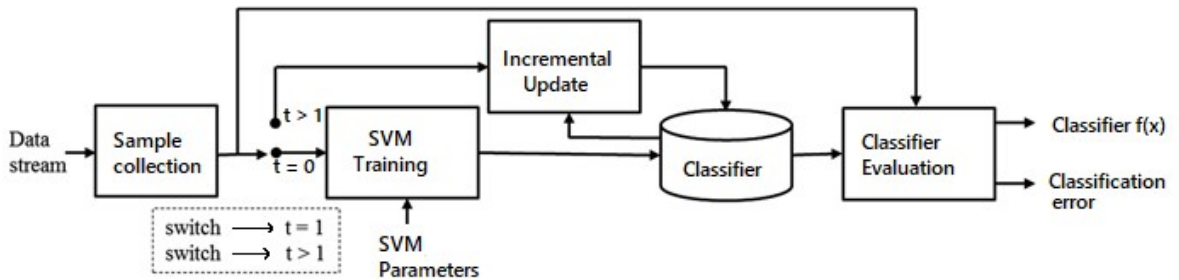 Data
stream
Sample
collection
t > 1
t = 0
SVM
Training
Incremental
Update
Classifier
Classifier
Evaluation
Classifier f(x)
Classification
error
switch → t = 1
switch → t > 1
SVM
Parameters